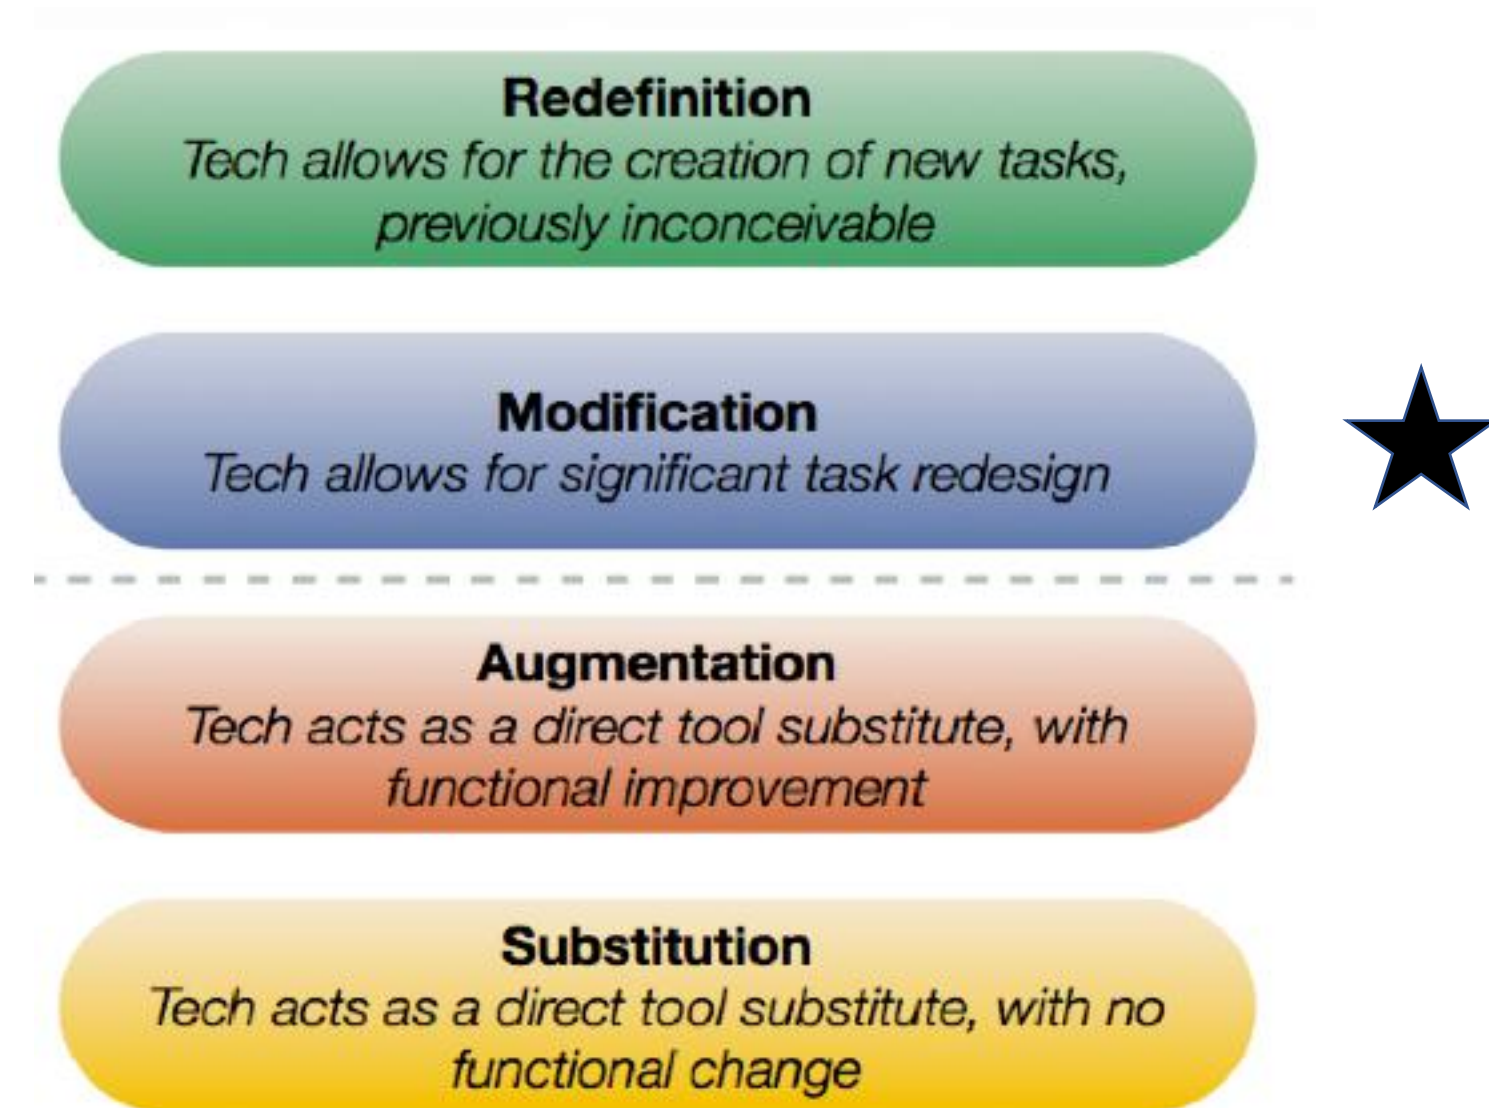 Redefinition
Tech allows for the creation of new tasks,
previously inconceivable
Modification
Tech allows for significant task redesign
Augmentation
Tech acts as a direct tool substitute, with
functional improvement
Substitution
Tech acts as a direct tool substitute, with no
functional change